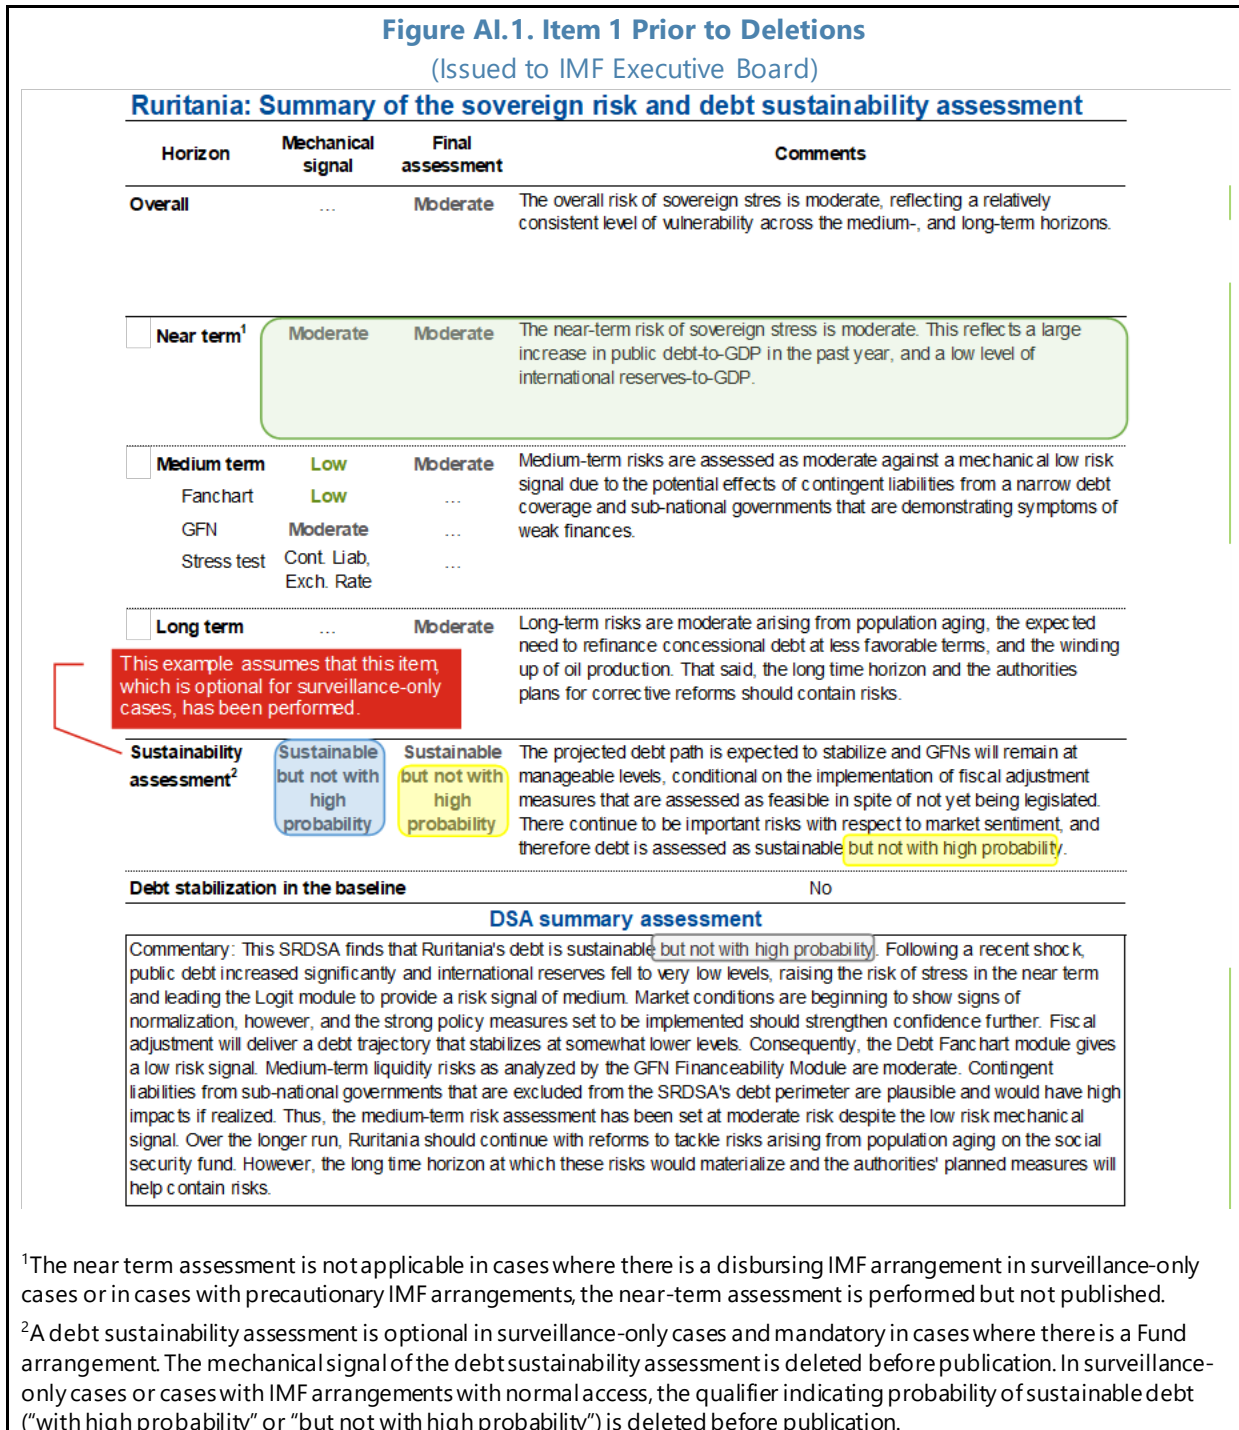 Figure AI.1. Item 1 Prior to Deletions
(Issued to IMF Executive Board)
Ruritania: Summary of the sovereign risk and debt sustainability assessment
Horizon
Mechanical
signal
Final
assessment
Comments
Overall
...
Moderate
The overall risk of sovereign stres is moderate, reflecting a relatively
consistent level of vulnerability across the medium-, and long-term horizons.
Near term1
Moderate
Moderate
The near-term risk of sovereign stress is moderate. This reflects a large
increase in public debt-to-GDP in the past year, and a low level of
international reserves-to-GDP.
Medium term
Low
Moderate
Medium-term risks are assessed as moderate against a mechanical low risk
signal due to the potential effects of contingent liabilities from a narrow debt
coverage and sub-national governments that are demonstrating symptoms of
weak finances.
Fanchart
Low
...
GFN
Moderate
...
Stress test
Cont. Liab,
Exch. Rate
...
Long term
...
Moderate
Long-term risks are moderate arising from population aging, the expected
need to refinance concessional debt at less favorable terms, and the winding
up of oil production. That said, the long time horizon and the authorities
plans for corrective reforms should contain risks.
This example assumes that this item,
which is optional for surveillance-only
cases, has been performed.
Sustainability
assessment2
Sustainable
but not with
high
probability
Sustainable
but not with
high
probability
The projected debt path is expected to stabilize and GFNs will remain at
manageable levels, conditional on the implementation of fiscal adjustment
measures that are assessed as feasible in spite of not yet being legislated.
There continue to be important risks with respect to market sentiment, and
therefore debt is assessed as sustainable but not with high probability.
Debt stabilization in the baseline
No
DSA summary assessment
Commentary: This SRDSA finds that Ruritania's debt is sustainable but not with high probability. Following a recent shock,
public debt increased significantly and international reserves fell to very low levels, raising the risk of stress in the near term
and leading the Logit module to provide a risk signal of medium. Market conditions are beginning to show signs of
normalization, however, and the strong policy measures set to be implemented should strengthen confidence further. Fiscal
adjustment will deliver a debt trajectory that stabilizes at somewhat lower levels. Consequently, the Debt Fanchart module gives
a low risk signal. Medium-term liquidity risks as analyzed by the GFN Financeability Module are moderate. Contingent
liabilities from sub-national governments that are excluded from the SRDSA's debt perimeter are plausible and would have high
impacts if realized. Thus, the medium-term risk assessment has been set at moderate risk despite the low risk mechanical
signal. Over the longer run, Ruritania should continue with reforms to tackle risks arising from population aging on the social
security fund. However, the long time horizon at which these risks would materialize and the authorities' planned measures will
help contain risks.
1The near term assessment is not applicable in cases where there is a disbursing IMF arrangement in surveillance-only
cases or in cases with precautionary IMF arrangements, the near-term assessment is performed but not published.
2A debt sustainability assessment is optional in surveillance-only cases and mandatory in cases where there is a Fund
arrangement. The mechanical signal of the debt sustainability assessment is deleted before publication. In surveillance-
only cases or cases with IMF arrangements with normal access, the qualifier indicating probability of sustainable debt
("with high probability" or "but not with high probability") is deleted before publication.